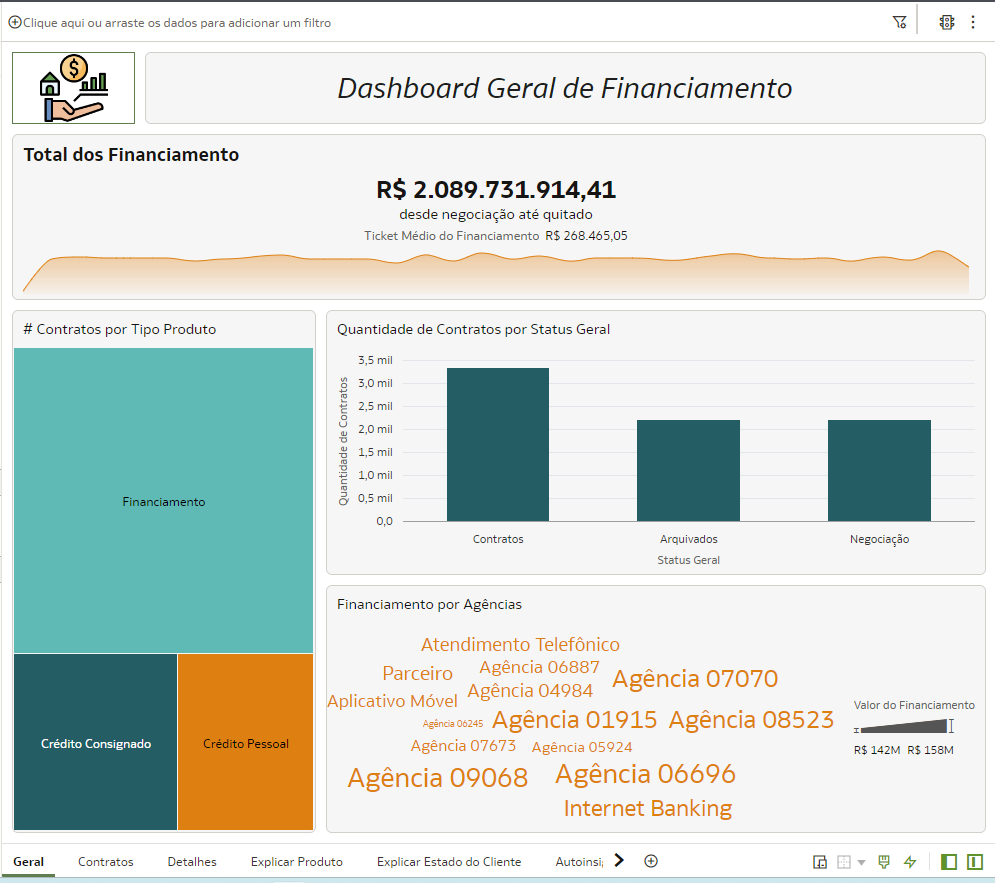 Clique aqui ou arraste os dados para adicionar um filtro
$
Dashboard Geral de Financiamento
Total dos Financiamento
R$ 2.089.731.914,41
desde negociação até quitado
Ticket Médio do Financiamento R$ 268.465,05
# Contratos por Tipo Produto
Financiamento
Crédito Consignado
Crédito Pessoal
Quantidade de Contratos por Status Geral
Quantidade de Contratos
3,5 mil
3,0 mil
2,5 mil
2,0 mil
1,5 mil
1,0 mil
0,5 mil
0,0
Contratos
Arquivados
Negociação
Status Geral
Financiamento por Agências
Atendimento Telefônico
Parceiro
Agência 06887
Agência 07070
Aplicativo Móvel
Agência 04984
Agência 06245
Agência 01915
Agência 08523
Agência 07673
Agência 05924
Agência 09068
Agência 06696
Internet Banking
Valor do Financiamento
R$ 142M R$ 158M
Geral
Contratos
Detalhes
Explicar Produto
Explicar Estado do Cliente
Autoinsi